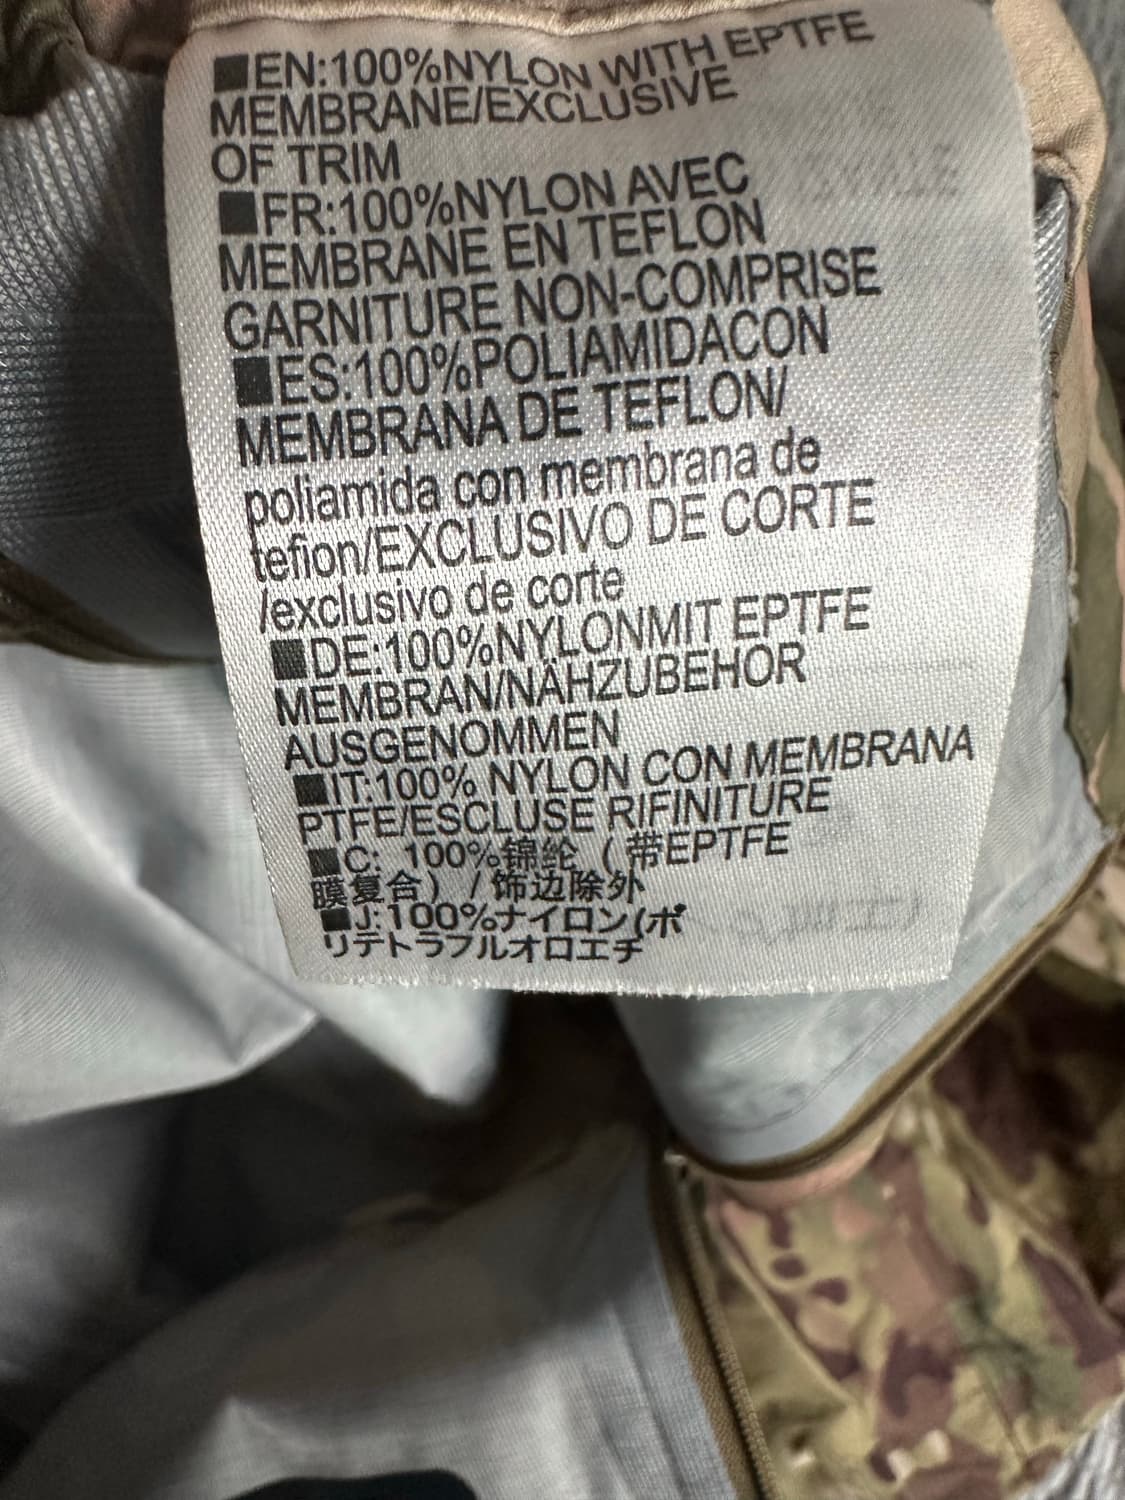 ■EN:100%NYLON WITH EPTFE
MEMBRANE/EXCLUSIVE
OF TRIM
■FR:100%NYLON AVEC
MEMBRANE EN TEFLON
GARNITURE NON-COMPRISE
■ES:100%POLIAMIDACON
MEMBRANA DE TEFLON/
poliamida con membrana de
tefion/EXCLUSIVO DE CORTE
/exclusivo de corte
■DE:100%NYLONMIT EPTFE
MEMBRAN/NÄHZUBEHOR
AUSGENOMMEN
■IT:100% NYLON CON MEMBRANA
PTFE/ESCLUSE RIFINITURE
■C: 100%锦纶（带EPTFE
膜复合）/饰边除外
■J:100%ナイロン(ポ
リテトラフルオロエチ